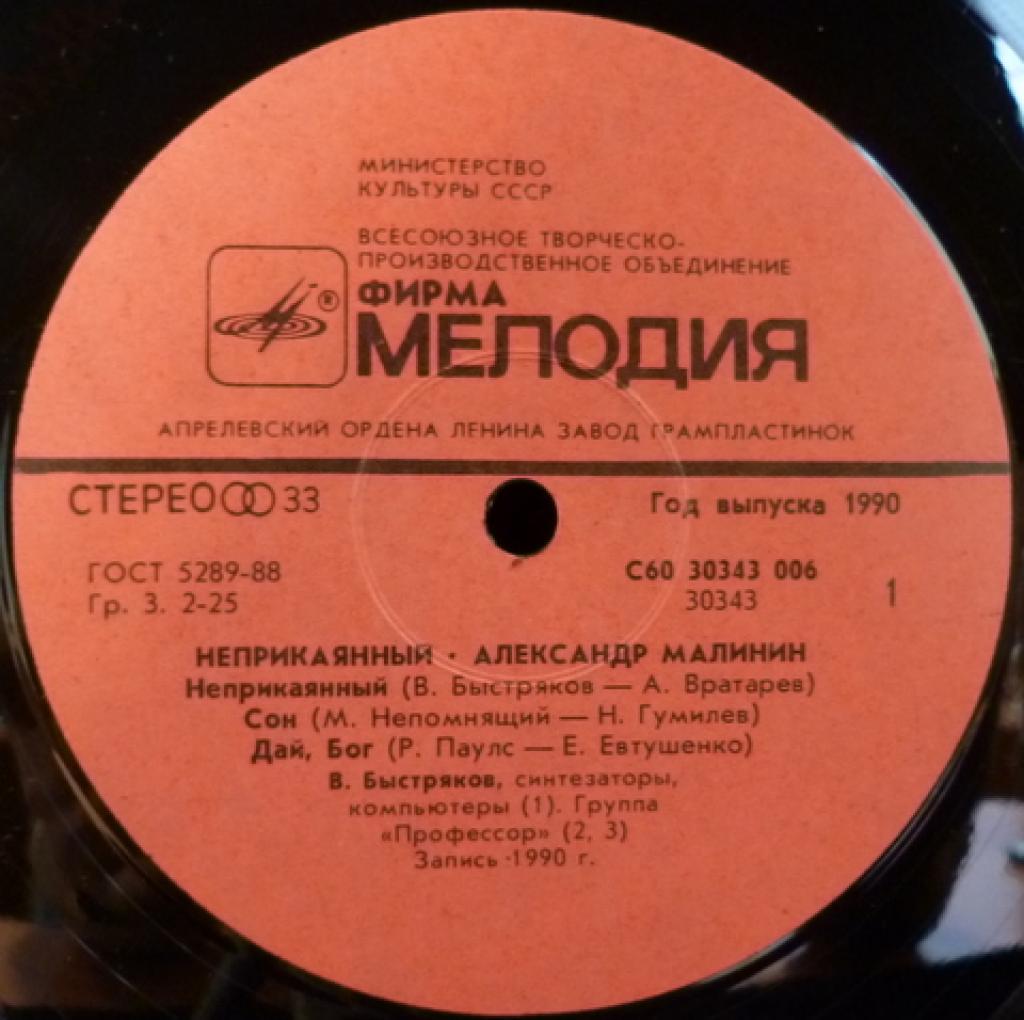 МИНИСТЕРСТВО
КУЛЬТУРЫ СССР
ВСЕСОЮЗНОЕ ТВОРЧЕСКО-
ПРОИЗВОДСТВЕННОЕ ОБЪЕДИНЕНИЕ
ФИРМА
®
МЕЛОДИЯ
АПРЕЛЕВСКИЙ ОРДЕНА ЛЕНИНА ЗАВОД ГРАМПЛАСТИНОК
СТЕРЕО 33
Год выпуска 1990
ГОСТ 5289-88
Гр. 3. 2-25
С60 30343 006
30343
1
НЕПРИКАЯННЫЙ · АЛЕКСАНДР МАЛИНИН
Неприкаянный (В. Быстряков — А. Вратарев)
Сон (М. Непомнящий — Н. Гумилев)
Дай, Бог (Р. Паулс — Е. Евтушенко)
В. Быстряков, синтезаторы,
компьютеры (1). Группа
«Профессор» (2, 3)
Запись 1990 г.